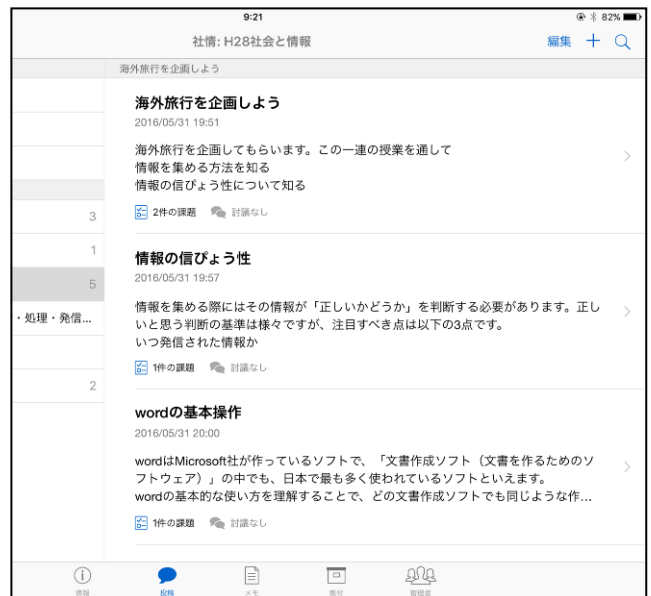 9:21
82%
社情: H28社会と情報
編集
海外旅行を企画しよう
3
1
5
・処理・発信...
2
海外旅行を企画しよう
2016/05/31 19:51
海外旅行を企画してもらいます。この一連の授業を通して
情報を集める方法を知る
情報の信ぴょう性について知る
2件の課題 討議なし
情報の信ぴょう性
2016/05/31 19:57
情報を集める際にはその情報が「正しいかどうか」を判断する必要があります。正し
いと思う判断の基準は様々ですが、注目すべき点は以下の3点です。
いつ発信された情報か
1件の課題 討議なし
wordの基本操作
2016/05/31 20:00
wordはMicrosoft社が作っているソフトで、「文書作成ソフト（文書を作るためのソ
フトウェア）」の中でも、日本で最も多く使われているソフトといえます。
wordの基本的な使い方を理解することで、どの文書作成ソフトでも同じような作...
1件の課題 討議なし
情報 投稿 メモ 寄付 管理者